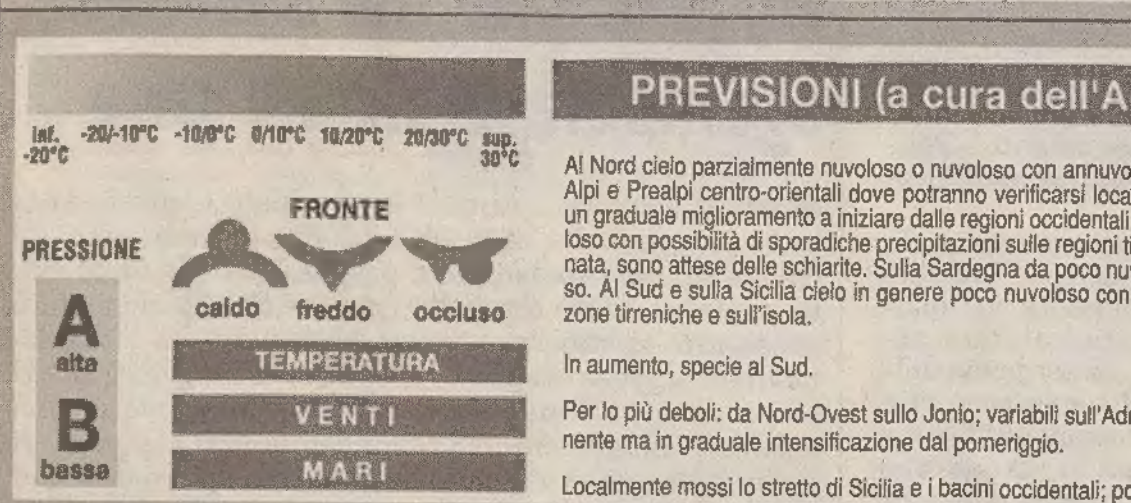 inf. -20/-10°C -10/0°C 0/10°C 10/20°C 20/30°C sup.
-20°C 30°C
FRONTE
PRESSIONE
caldo freddo occluso
A
alta
B
bassa
TEMPERATURA
VENTI
MARI
PREVISIONI (a cura dell'A
Al Nord cielo parzialmente nuvoloso o nuvoloso con annuvo
Alpi e Prealpi centro-orientali dove potranno verificarsi loca
un graduale miglioramento a iniziare dalle regioni occidentali
loso con possibilità di sporadiche precipitazioni sulle regioni ti
nata, sono attese delle schiarite. Sulla Sardegna da poco nu
so. Al Sud e sulla Sicilia cielo in genere poco nuvoloso con
zone tirreniche e sull'isola.
In aumento, specie al Sud.
Per lo più deboli: da Nord-Ovest sullo Jonio; variabili sull'Adr
nente ma in graduale intensificazione dal pomeriggio.
Localmente mossi lo stretto di Sicilia e i bacini occidentali; po